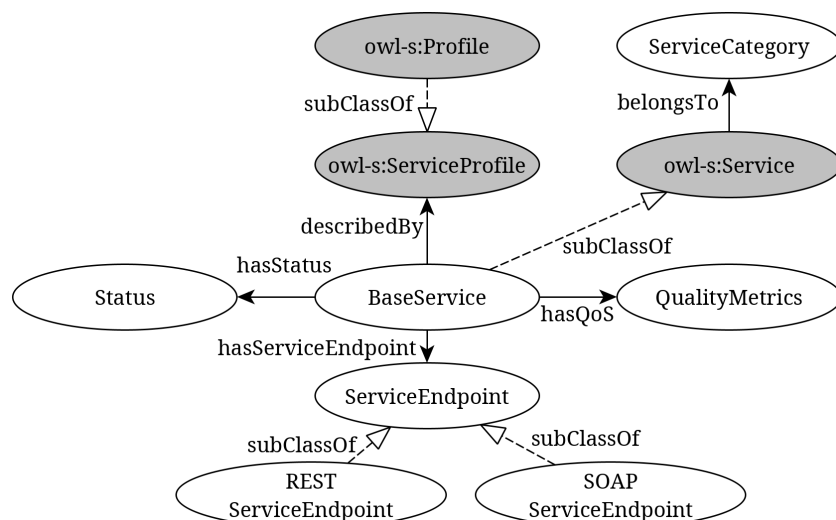 owl-s:Profile
ServiceCategory
subClassOf
belongsTo
owl-s:ServiceProfile
owl-s:Service
describedBy
subClassOf
hasStatus
Status
BaseService
QualityMetrics
hasQoS
hasServiceEndpoint
ServiceEndpoint
subClassOf
subClassOf
REST
ServiceEndpoint
SOAP
ServiceEndpoint